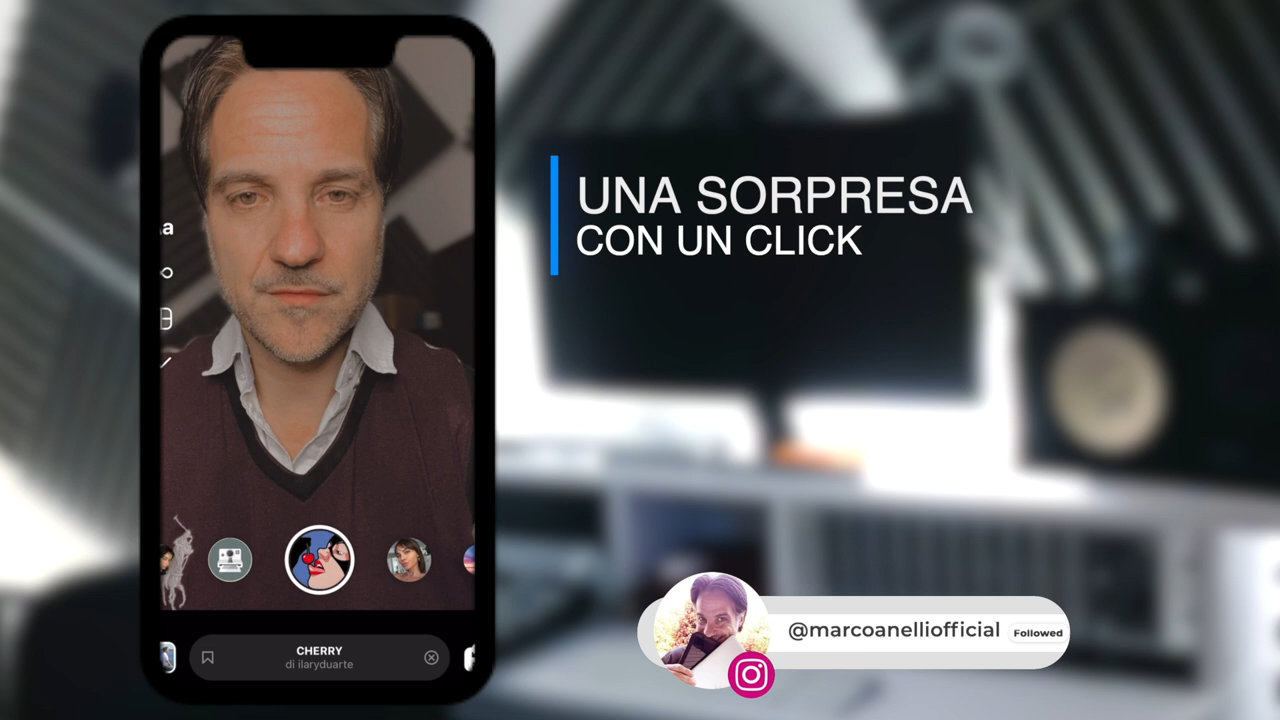 UNA SORPRESA
CON UN CLICK
CHERRY
di ilaryduarte
@marcoanelliofficial
Followed